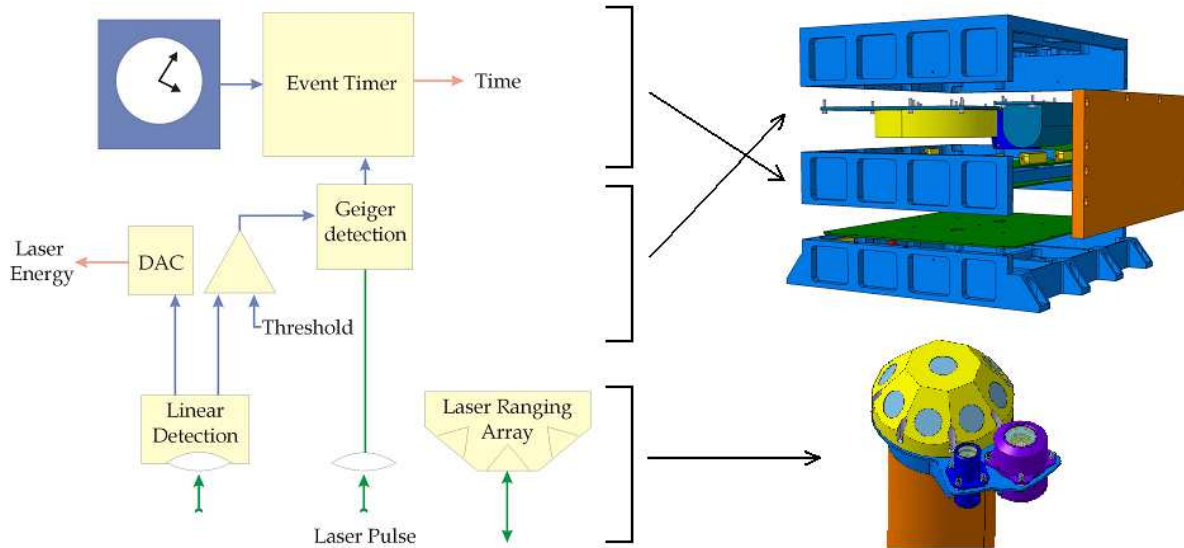 Event Timer
Time
Geiger
detection
Laser
Energy
DAC
Threshold
Linear
Detection
Laser Ranging
Array
Laser Pulse